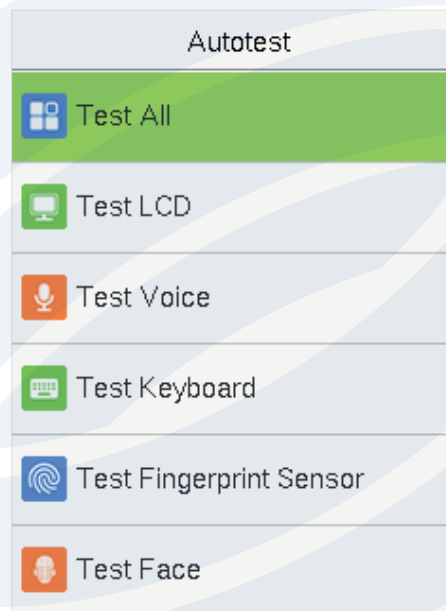 Autotest
Test All
Test LCD
Test Voice
Test Keyboard
Test Fingerprint Sensor
Test Face